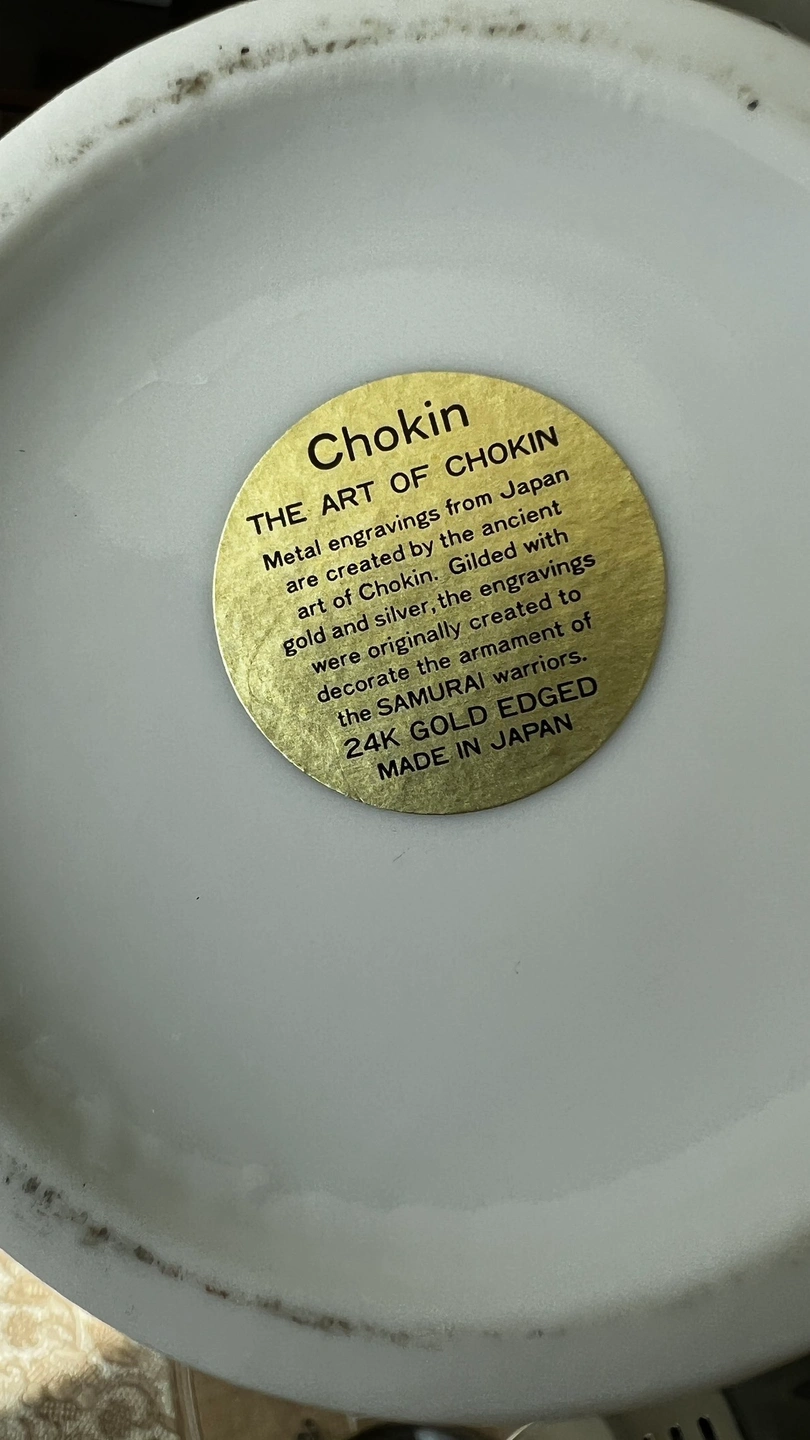 Chokin
THE ART OF CHOKIN
Metal engravings from Japan
are created by the ancient
art of Chokin. Gilded with
gold and silver, the engravings
were originally created to
decorate the armament of
the SAMURAI warriors.
24K GOLD EDGED
MADE IN JAPAN